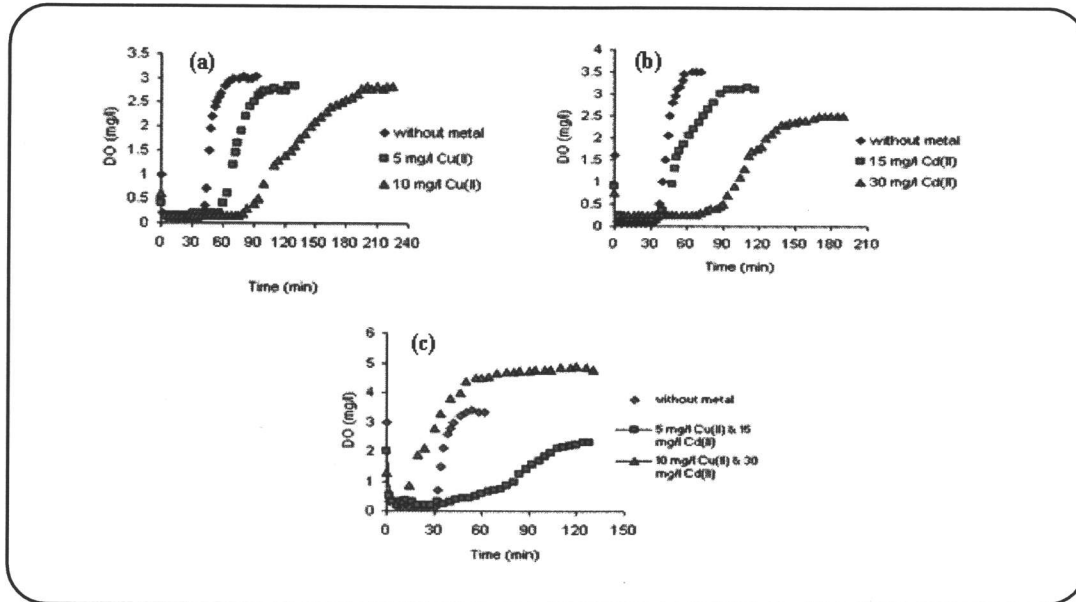 (a)
DO (mg/l)
3.5
3
2.5
2
1.5
1
0.5
0
0 30 60 90 120 150 180 210 240
Time (min)
without metal
5 mg/l Cu(II)
10 mg/l Cu(II)
(b)
DO (mg/l)
4
3.5
3
2.5
2
1.5
1
0.5
0
0 30 60 90 120 150 180 210
Time (min)
without metal
15 mg/l Cd(II)
30 mg/l Cd(II)
(c)
DO (mg/l)
6
5
4
3
2
1
0
0 30 60 90 120 150
Time (min)
without metal
5 mg/l Cu(II) & 15
mg/l Cd(II)
10 mg/l Cu(II) & 30
mg/l Cd(II)